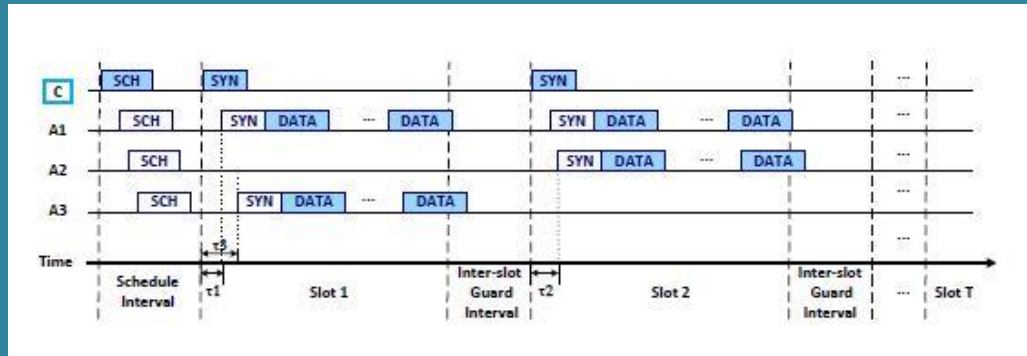 SCH SYN SYN ...
C
SCH SYN DATA ... DATA SYN DATA ... DATA ...
A1
SCH SYN DATA ... DATA ...
A2
SCH SYN DATA ... DATA ...
A3
τ3 ...
Time
Schedule Interval
τ1
Slot 1
Inter-slot
Guard
Interval
τ2
Slot 2
Inter-slot
Guard
Interval
...
Slot T